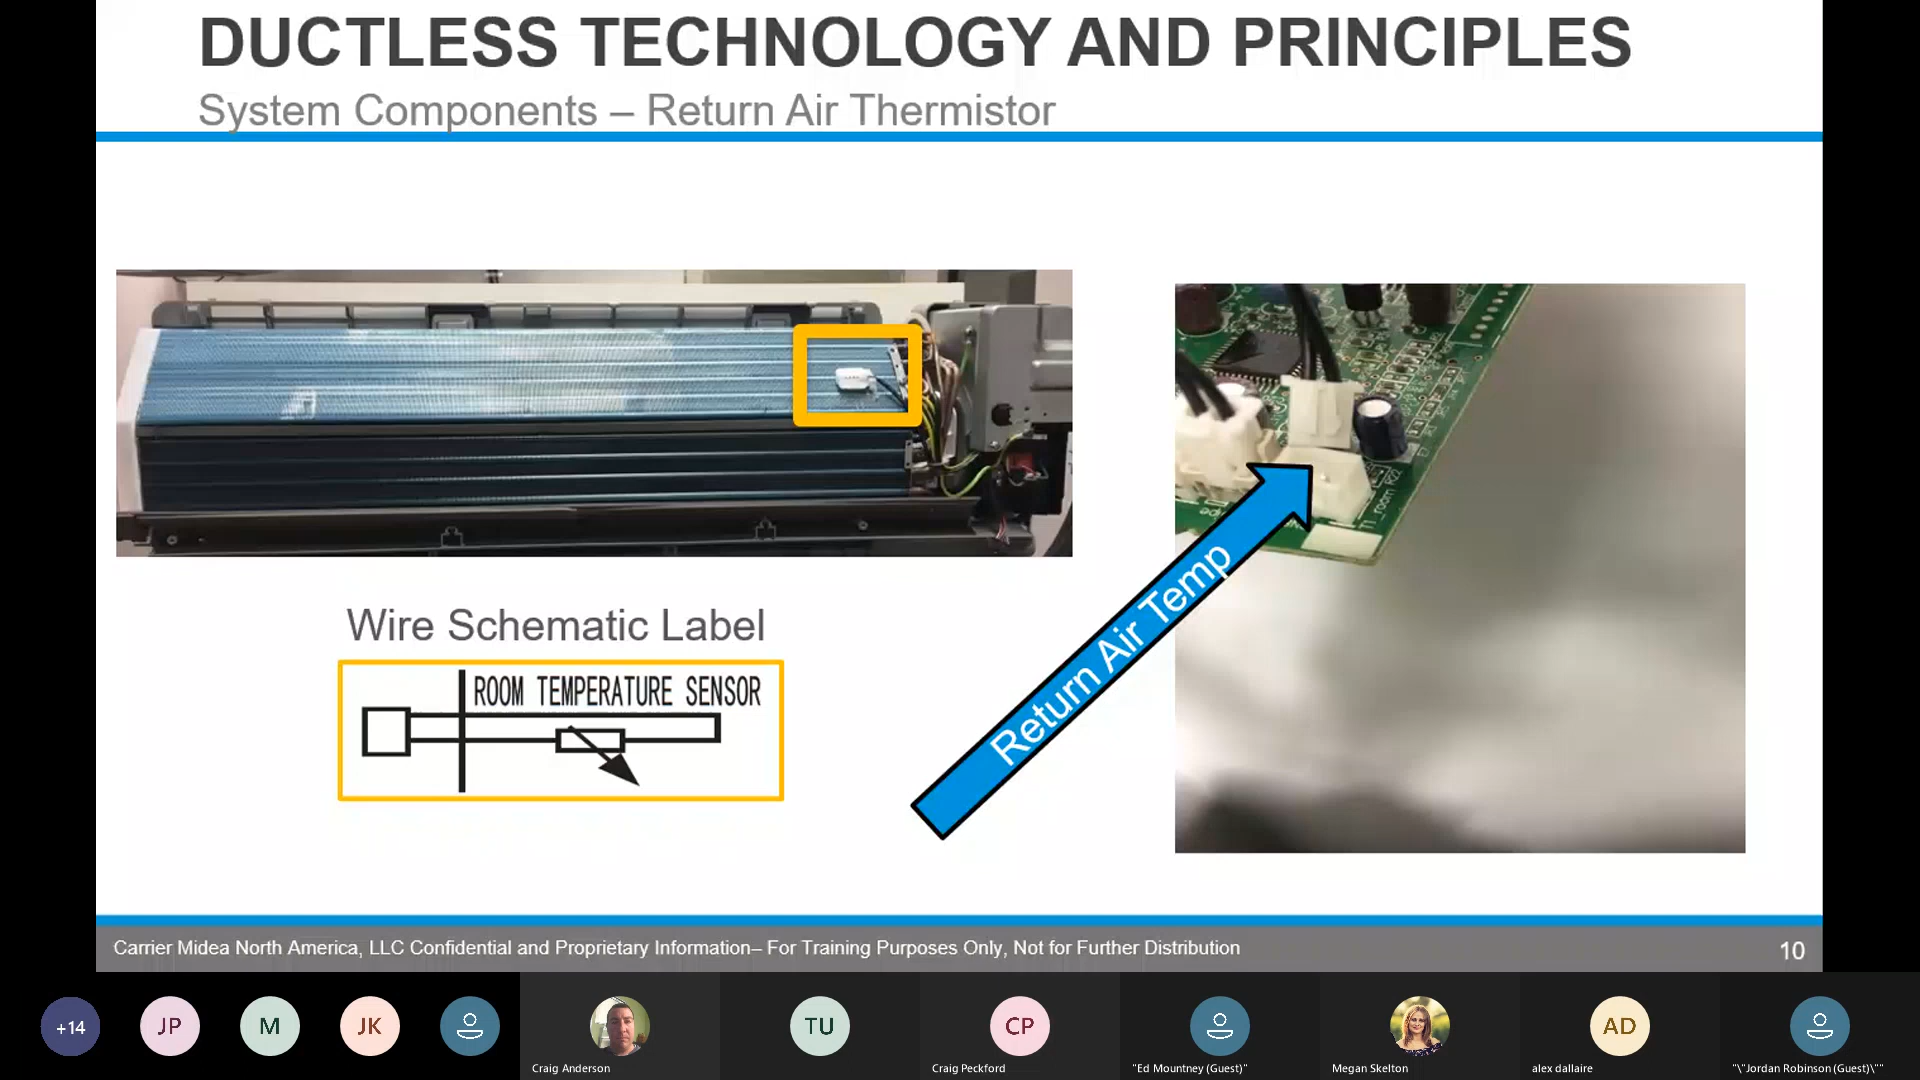 DUCTLESS TECHNOLOGY AND PRINCIPLES
System Components – Return Air Thermistor
T1_room
R22
Return Air Temp
Wire Schematic Label
ROOM TEMPERATURE SENSOR
Carrier Midea North America, LLC Confidential and Proprietary Information– For Training Purposes Only, Not for Further Distribution
10
+14
JP
M
JK
TU
CP
AD
Craig Anderson
Craig Peckford
"Ed Mountney (Guest)"
Megan Skelton
alex dallaire
"\"Jordan Robinson (Guest)\""